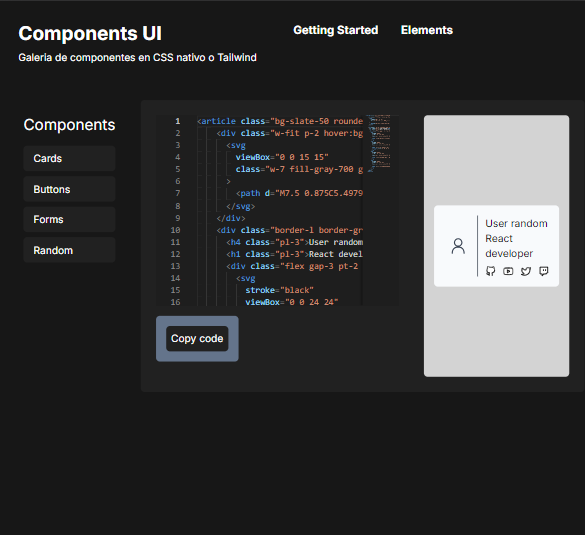 Components UI
Getting Started
Elements
Galeria de componentes en CSS nativo o Tailwind
Components
Cards
Buttons
Forms
Random
1 <article class="bg-slate-50 rounde
2 <div class="w-fit p-2 hover:bg
3 <svg
4 viewBox="0 0 15 15"
5 class="w-7 fill-gray-700 g
6 >
7 <path d="M7.5 0.875C5.4979
8 </svg>
9 </div>
10 <div class="border-l border-gr
11 <h4 class="pl-3">User random
12 <h1 class="pl-3">React devel
13 <div class="flex gap-3 pt-2
14 <svg
15 stroke="black"
16 viewBox="0 0 24 24"
Copy code
User random
React
developer